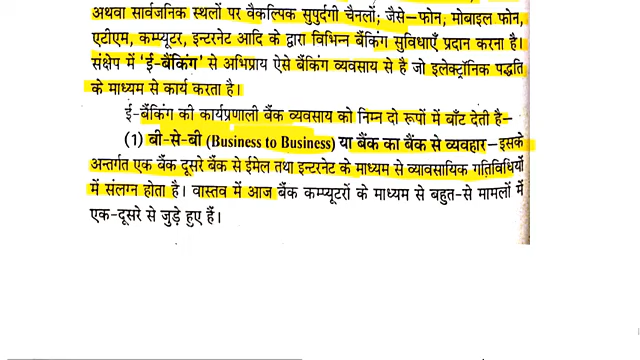 अथवा सार्वजनिक स्थलों पर वैकल्पिक सुपुर्दगी चैनलों; जैसे—फोन, मोबाइल फोन,
एटीएम, कम्प्यूटर, इन्टरनेट आदि के द्वारा विभिन्न बैंकिंग सुविधाएँ प्रदान करना है।
संक्षेप में 'ई-बैंकिंग' से अभिप्राय ऐसे बैंकिंग व्यवसाय से है जो इलेक्ट्रॉनिक पद्धति
के माध्यम से कार्य करता है।
ई-बैंकिंग की कार्यप्रणाली बैंक व्यवसाय को निम्न दो रूपों में बाँट देती है—
(1) बी-से-बी (Business to Business) या बैंक का बैंक से व्यवहार—इसके
अन्तर्गत एक बैंक दूसरे बैंक से ईमेल तथा इन्टरनेट के माध्यम से व्यावसायिक गतिविधियों
में संलग्न होता है। वास्तव में आज बैंक कम्प्यूटरों के माध्यम से बहुत-से मामलों में
एक-दूसरे से जुड़े हुए हैं।